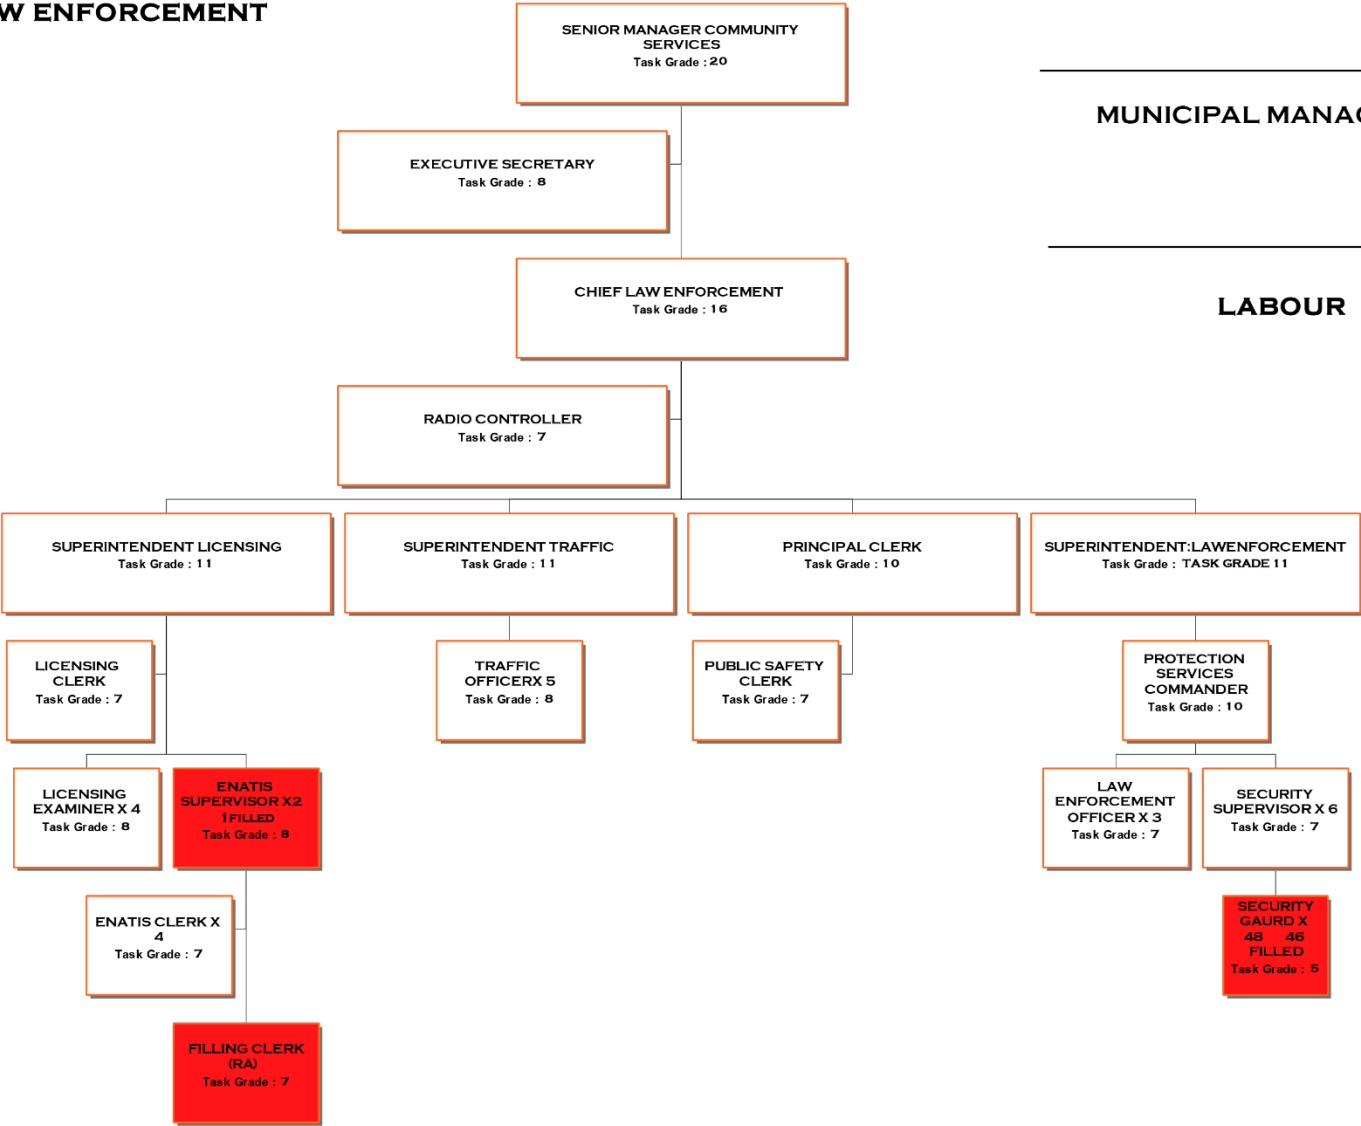 W ENFORCEMENT
SENIOR MANAGER COMMUNITY
SERVICES
Task Grade : 20
MUNICIPAL MANAG
EXECUTIVE SECRETARY
Task Grade : 8
CHIEF LAW ENFORCEMENT
Task Grade : 16
LABOUR
RADIO CONTROLLER
Task Grade : 7
SUPERINTENDENT LICENSING
Task Grade : 11
SUPERINTENDENT TRAFFIC
Task Grade : 11
PRINCIPAL CLERK
Task Grade : 10
SUPERINTENDENT:LAWENFORCEMENT
Task Grade : TASK GRADE 11
LICENSING
CLERK
Task Grade : 7
TRAFFIC
OFFICERX 5
Task Grade : 8
PUBLIC SAFETY
CLERK
Task Grade : 7
PROTECTION
SERVICES
COMMANDER
Task Grade : 10
LICENSING
EXAMINER X 4
Task Grade : 8
ENATIS
SUPERVISOR X2
1 FILLED
Task Grade : 8
LAW
ENFORCEMENT
OFFICER X 3
Task Grade : 7
SECURITY
SUPERVISOR X 6
Task Grade : 7
ENATIS CLERK X
4
Task Grade : 7
SECURITY
GAURD X
48 46
FILLED
Task Grade : 5
FILLING CLERK
(RA)
Task Grade : 7